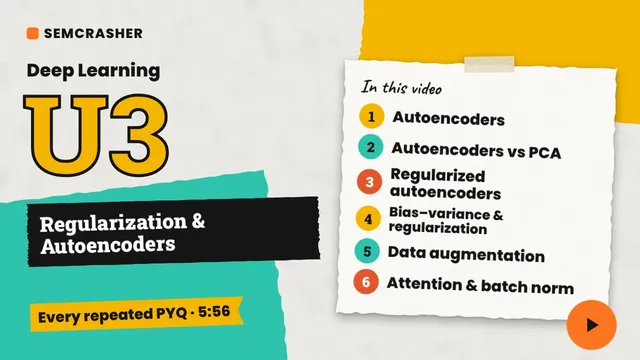 SEMCRASHER
Deep Learning
U3
Regularization &
Autoencoders
Every repeated PYQ · 5:56
In this video
1 Autoencoders
2 Autoencoders vs PCA
3 Regularized
autoencoders
4 Bias–variance &
regularization
5 Data augmentation
6 Attention & batch norm